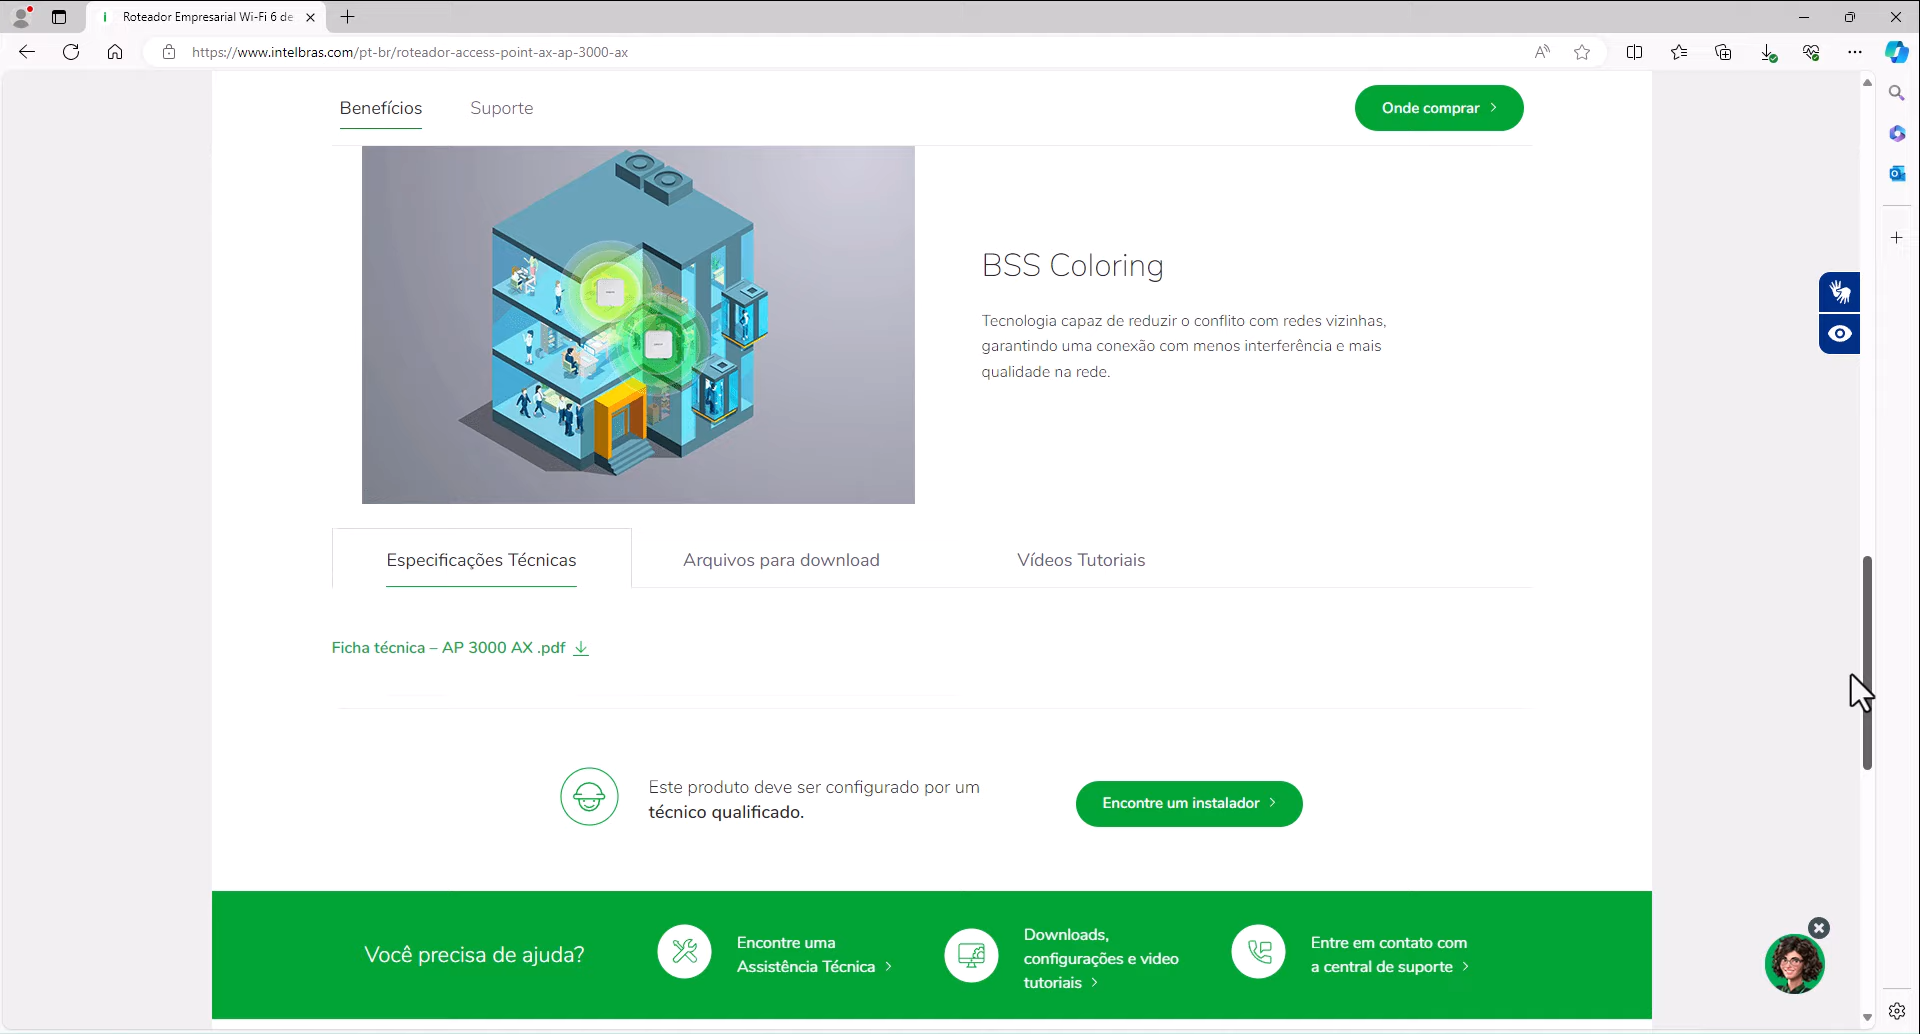 Roteador Empresarial Wi-Fi 6 de
https://www.intelbras.com/pt-br/roteador-access-point-ax-ap-3000-ax
Benefícios
Suporte
Onde comprar
BSS Coloring
Tecnologia capaz de reduzir o conflito com redes vizinhas,
garantindo uma conexão com menos interferência e mais
qualidade na rede.
Especificações Técnicas
Arquivos para download
Vídeos Tutoriais
Ficha técnica – AP 3000 AX .pdf
Este produto deve ser configurado por um
técnico qualificado.
Encontre um instalador
Você precisa de ajuda?
Encontre uma
Assistência Técnica
Downloads,
configurações e video
tutoriais
Entre em contato com
a central de suporte